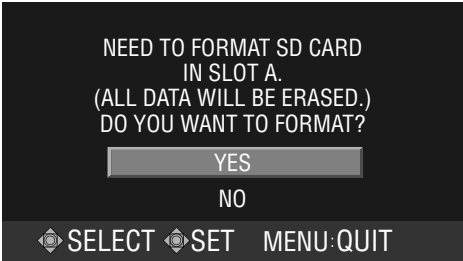 NEED TO FORMAT SD CARD
IN SLOT A.
(ALL DATA WILL BE ERASED.)
DO YOU WANT TO FORMAT?
YES
NO
SELECT SET MENU:QUIT